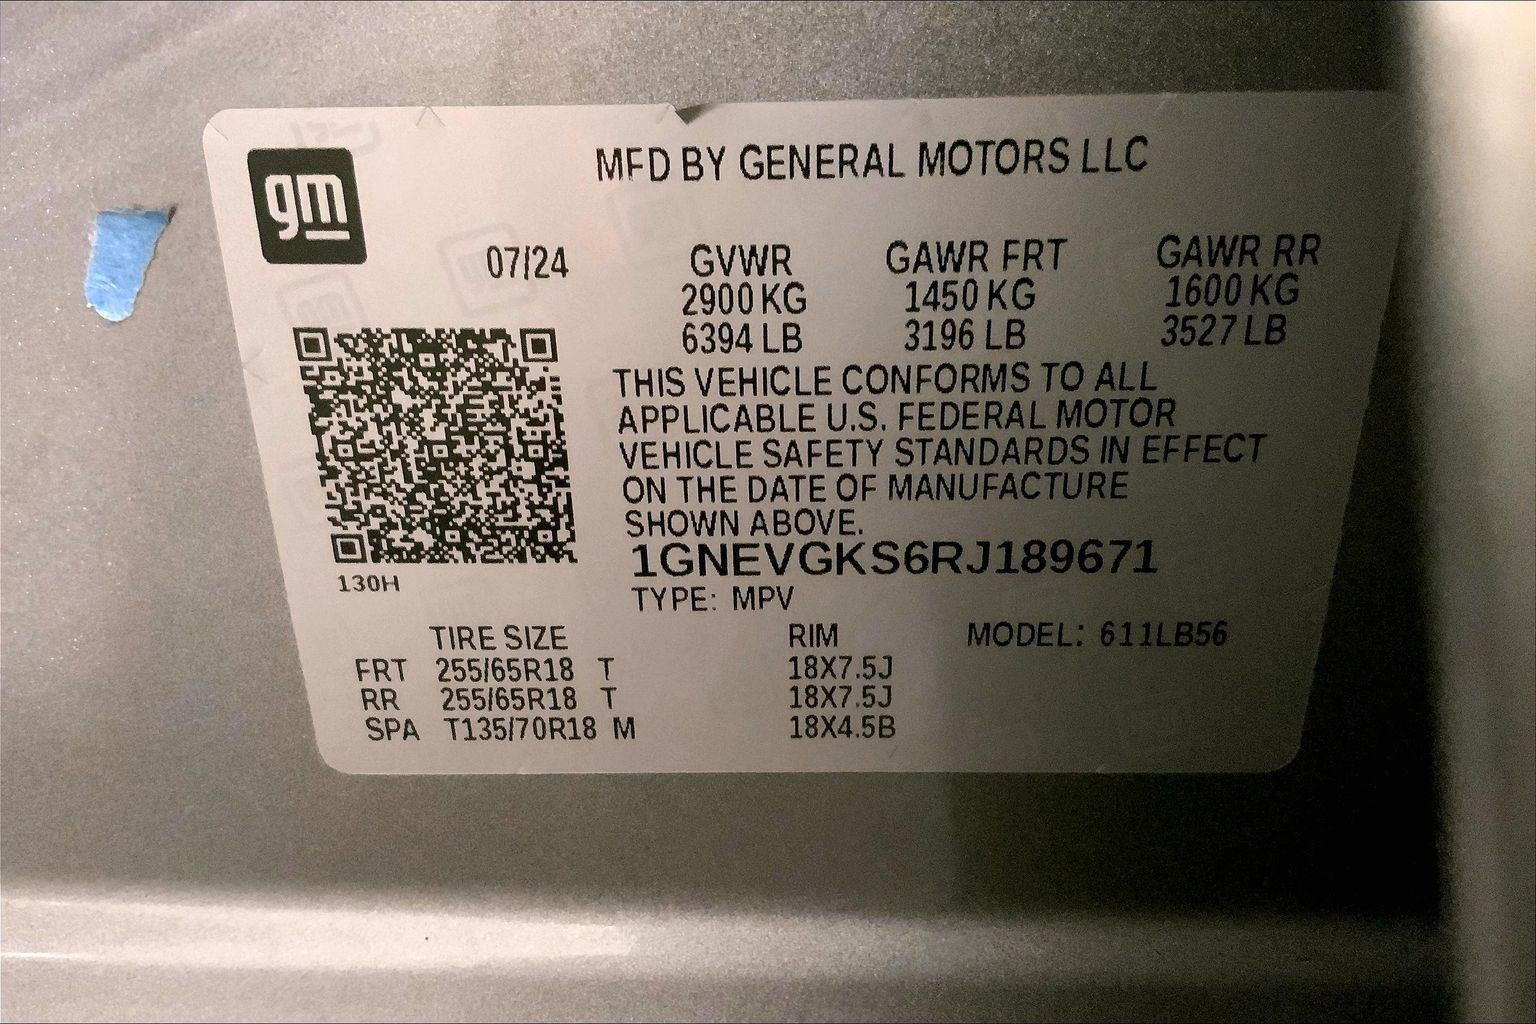 gm
MFD BY GENERAL MOTORS LLC
07/24 GVWR GAWR FRT GAWR RR
2900 KG 1450 KG 1600 KG
6394 LB 3196 LB 3527 LB
THIS VEHICLE CONFORMS TO ALL
APPLICABLE U.S. FEDERAL MOTOR
VEHICLE SAFETY STANDARDS IN EFFECT
ON THE DATE OF MANUFACTURE
SHOWN ABOVE.
1GNEVGKS6RJ189671
130H
TYPE: MPV
TIRE SIZE RIM MODEL: 611LB56
FRT 255/65R18 T 18X7.5J
RR 255/65R18 T 18X7.5J
SPA T135/70R18 M 18X4.5B